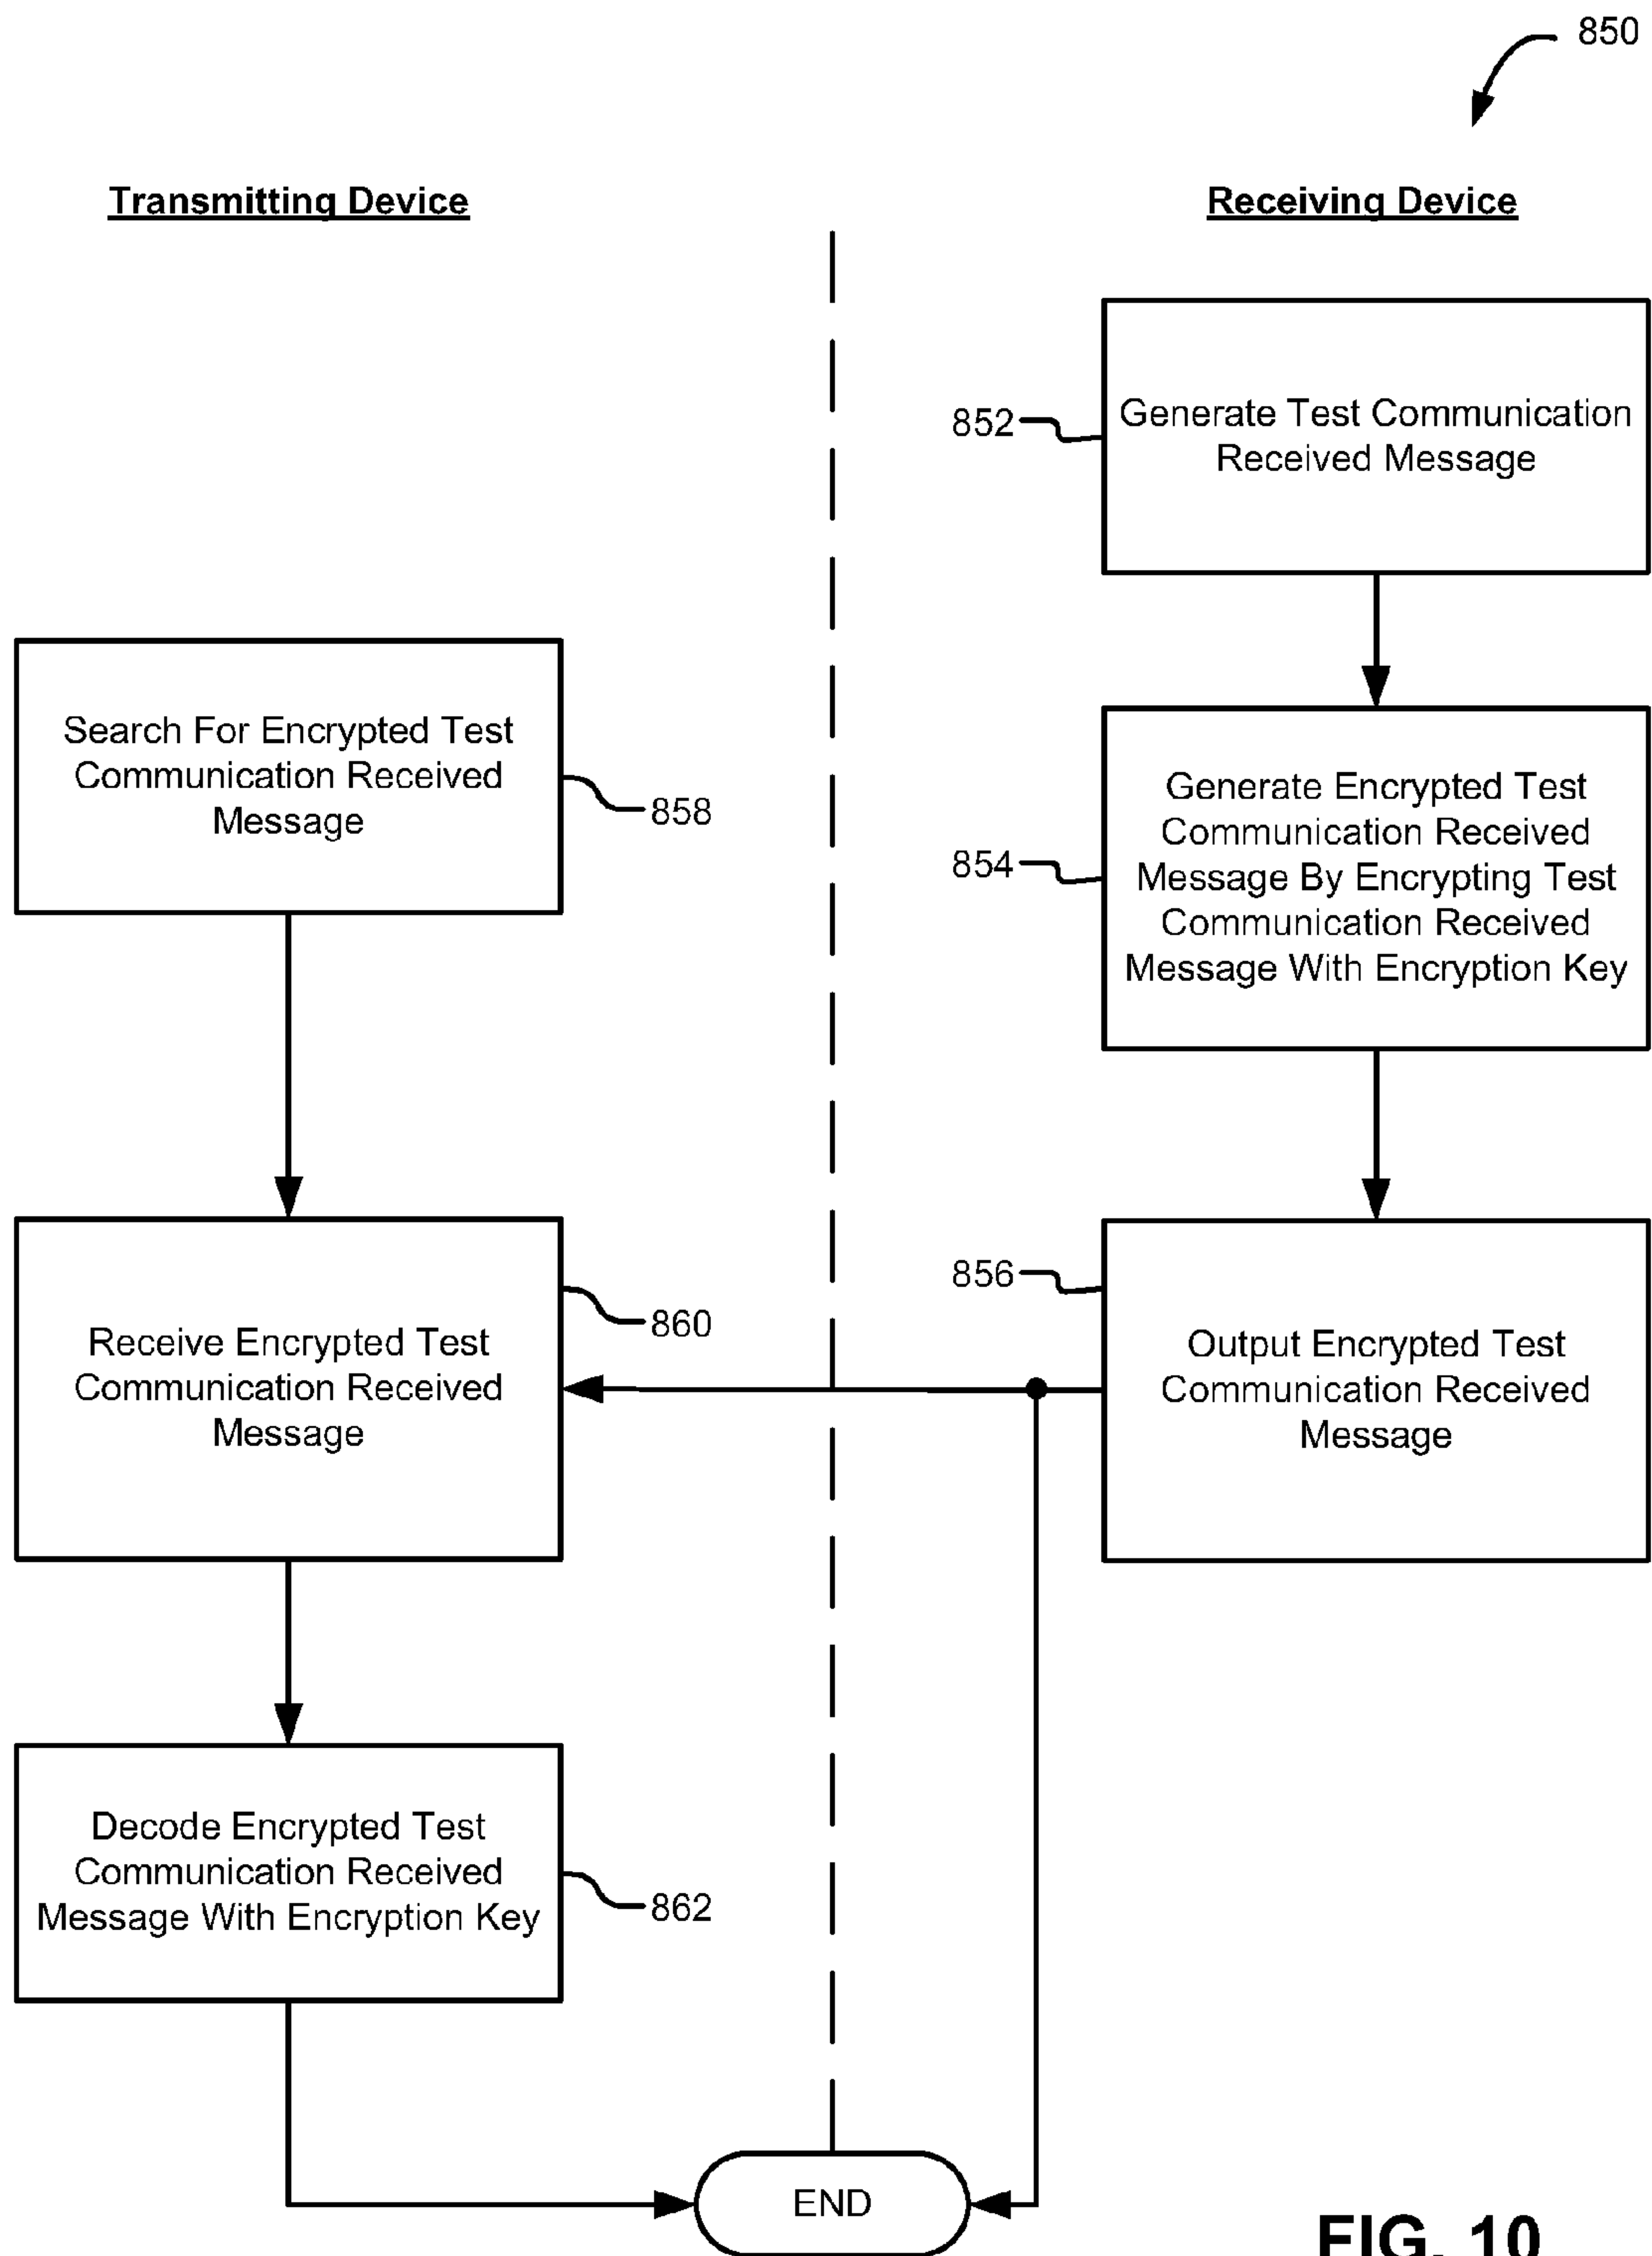 850
Transmitting Device
Receiving Device
852
Generate Test Communication
Received Message
Search For Encrypted Test
Communication Received
Message
858
854
Generate Encrypted Test
Communication Received
Message By Encrypting Test
Communication Received
Message With Encryption Key
860
Receive Encrypted Test
Communication Received
Message
856
Output Encrypted Test
Communication Received
Message
Decode Encrypted Test
Communication Received
Message With Encryption Key
862
END
FIG. 10